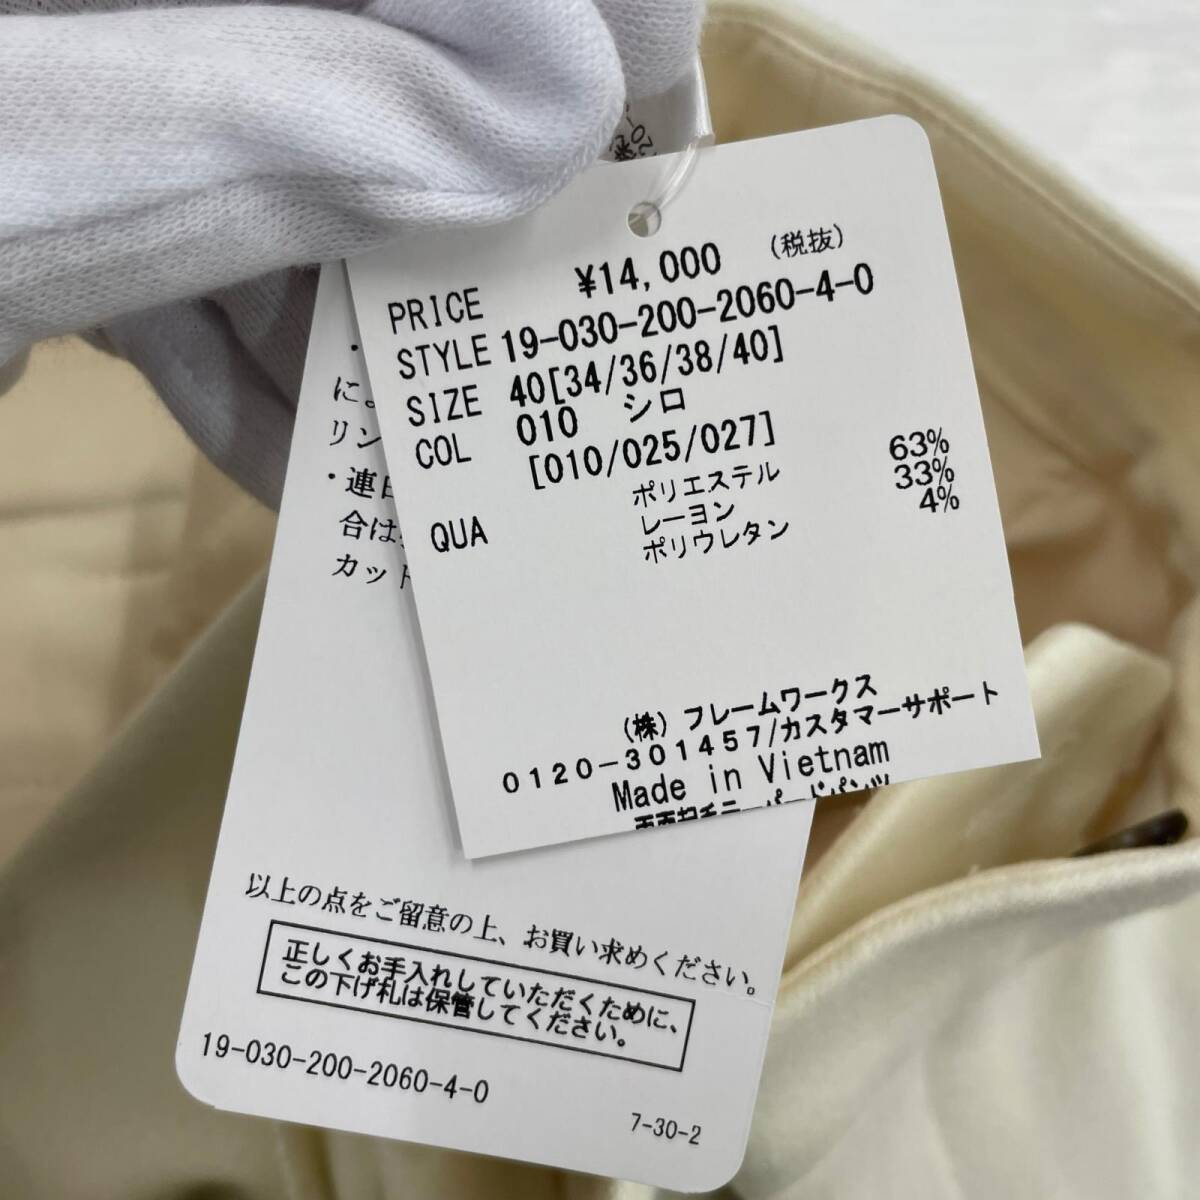 PRICE ¥14,000 (税抜)
STYLE 19-030-200-2060-4-0
SIZE 40[34/36/38/40]
COL 010 シロ
[010/025/027]
QUA ポリエステル 63%
レーヨン 33%
ポリウレタン 4%
(株) フレームワークス
0120-301457/カスタマーサポート
Made in Vietnam
に
リン
・連日
合は
カット
以上の点をご留意の上、お買い求めください。
正しくお手入れしていただくために、
この下げ札は保管してください。
19-030-200-2060-4-0
7-30-2